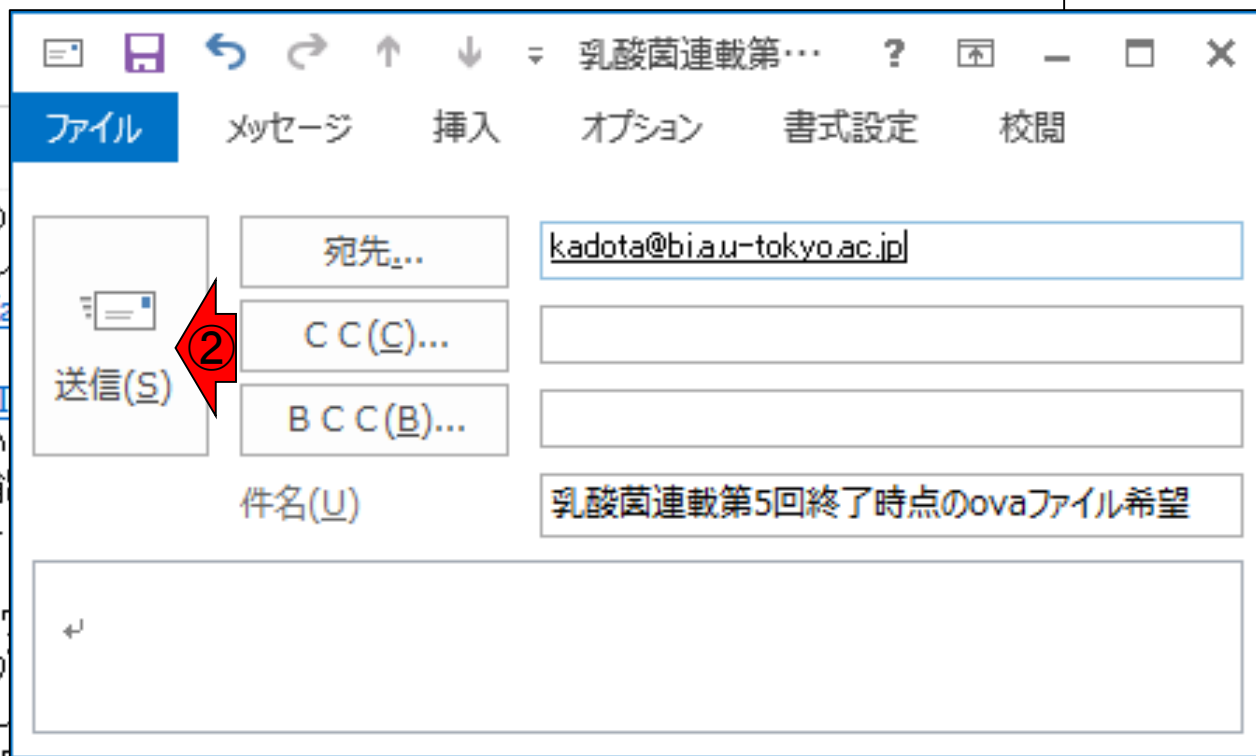 乳酸菌連載第… ?
ファイル メッセージ 挿入 オプション 書式設定 校閲
宛先... kadota@bi.a.u-tokyo.ac.jp
② CC(C)...
送信(S)
BCC(B)...
件名(U) 乳酸菌連載第5回終了時点のovaファイル希望